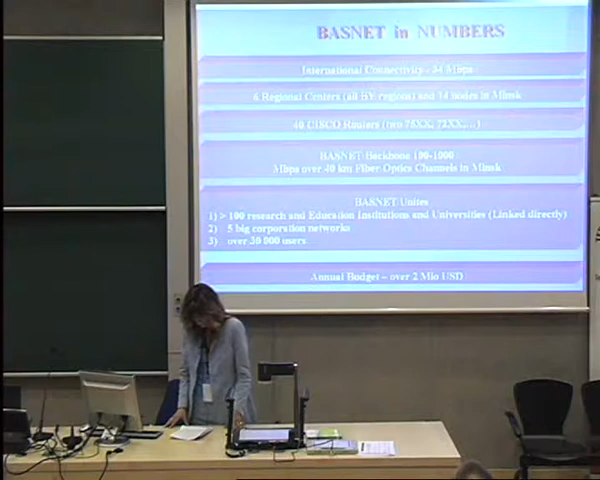 BASNET in NUMBERS
International Connectivity - 34 Mbps
6 Regional Centers (all BY regions) and 14 nodes in Minsk
40 CISCO Routers (two 75XX, 72XX,...)
BASNET Backbone 100-1000
Mbps over 40 km Fiber Optics Channels in Minsk
BASNET Unites
1) > 100 research and Education Institutions and Universities (Linked directly)
2) 5 big corporation networks
3) over 30 000 users
Annual Budget – over 2 Mio USD